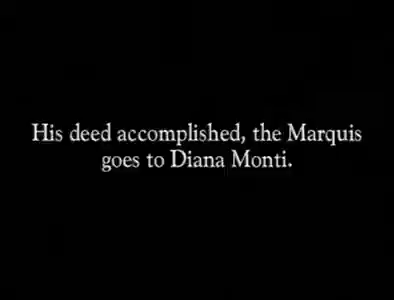 His deed accomplished, the Marquis
goes to Diana Monti.